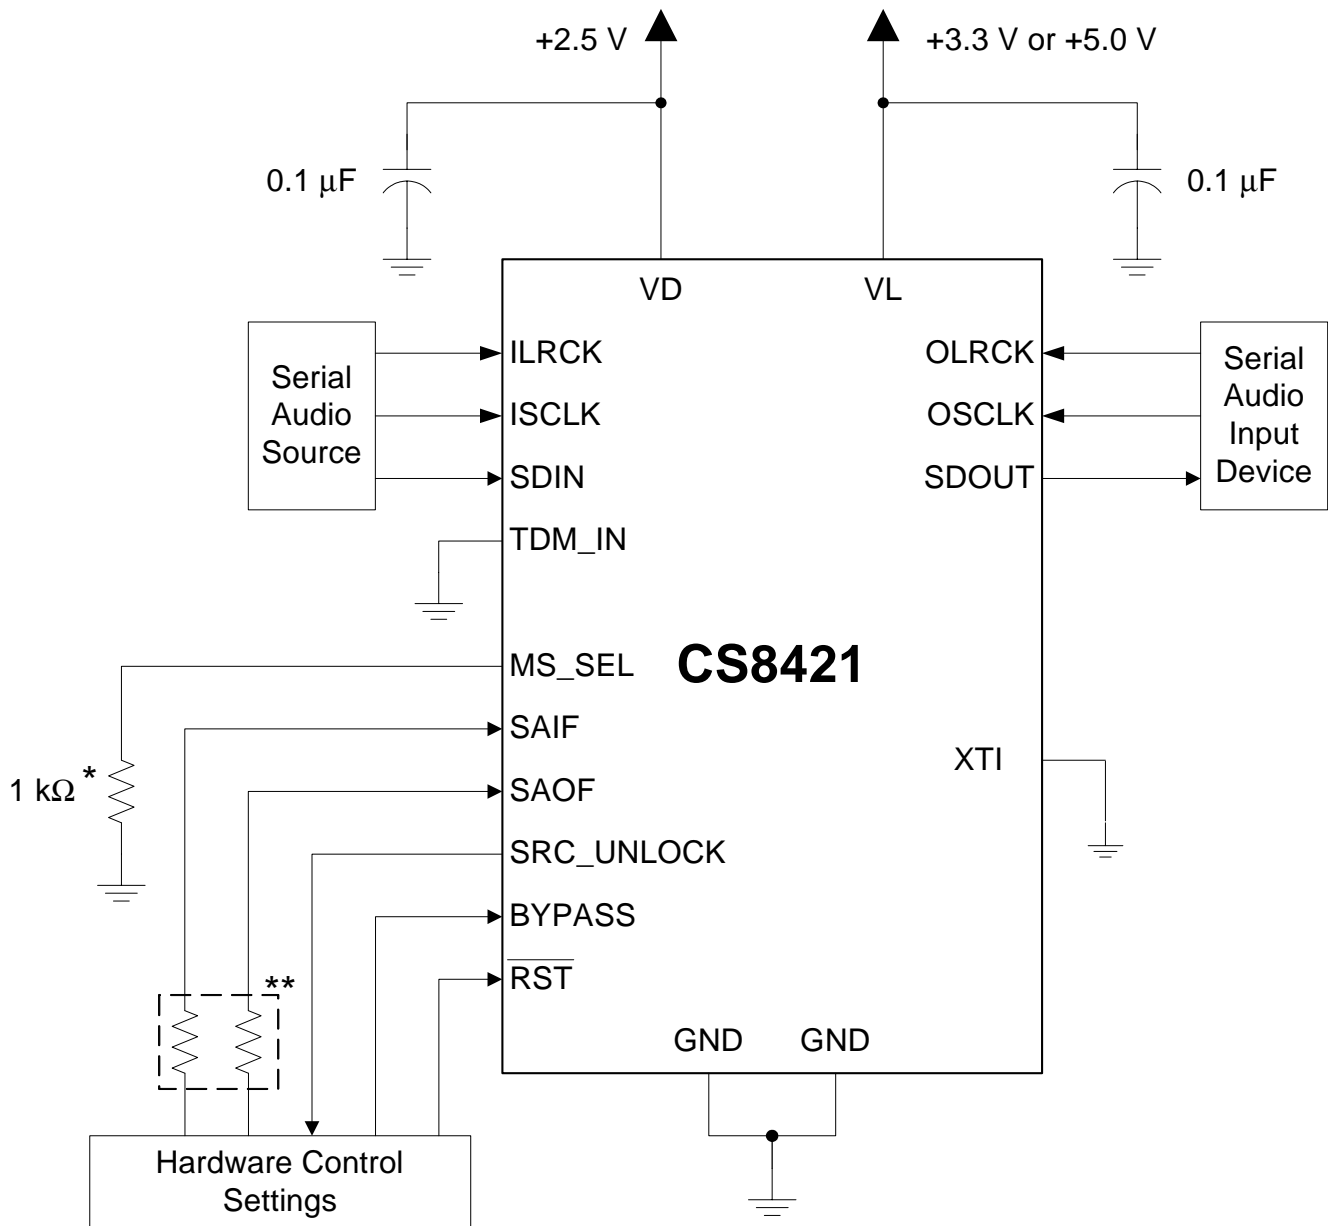 +2.5 V
+3.3 V or +5.0 V
0.1 μF
0.1 μF
VD
VL
Serial
Audio
Source
ILRCK
ISCLK
SDIN
TDM_IN
OLRCK
OSCLK
SDOUT
Serial
Audio
Input
Device
MS_SEL
CS8421
SAIF
SAOF
SRC_UNLOCK
BYPASS
RST
XTI
1 kΩ *
**
GND
GND
Hardware Control
Settings